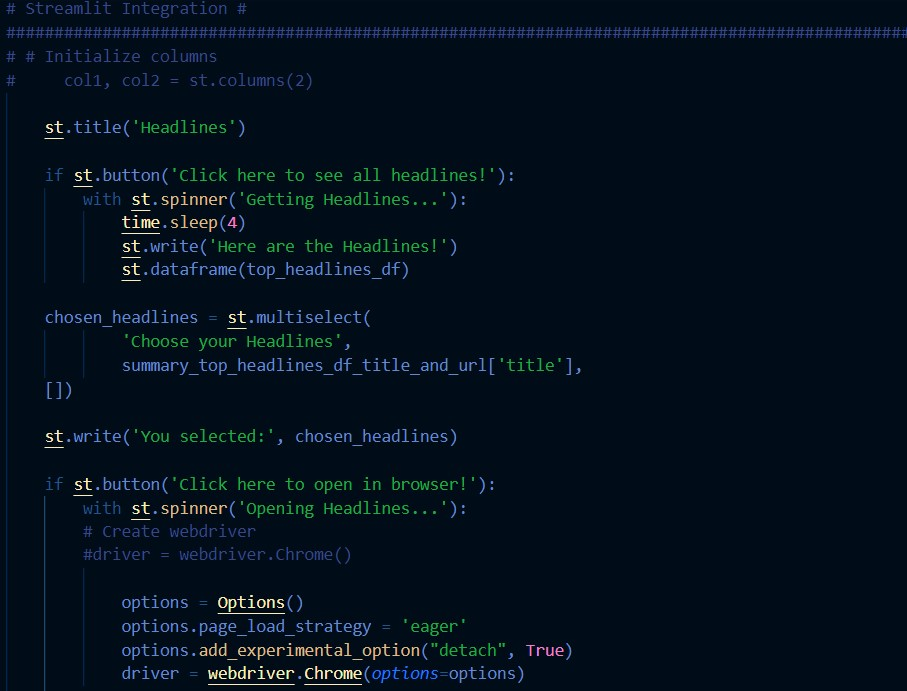 # Streamlit Integration #
##############################################################################################
# # Initialize columns
#     col1, col2 = st.columns(2)
    st.title('Headlines')
    if st.button('Click here to see all headlines!'):
        with st.spinner('Getting Headlines...'):
            time.sleep(4)
            st.write('Here are the Headlines!')
            st.dataframe(top_headlines_df)
    chosen_headlines = st.multiselect(
            'Choose your Headlines',
            summary_top_headlines_df_title_and_url['title'],
    [])
    st.write('You selected:', chosen_headlines)
    if st.button('Click here to open in browser!'):
        with st.spinner('Opening Headlines...'):
        # Create webdriver
        #driver = webdriver.Chrome()
            options = Options()
            options.page_load_strategy = 'eager'
            options.add_experimental_option("detach", True)
            driver = webdriver.Chrome(options=options)